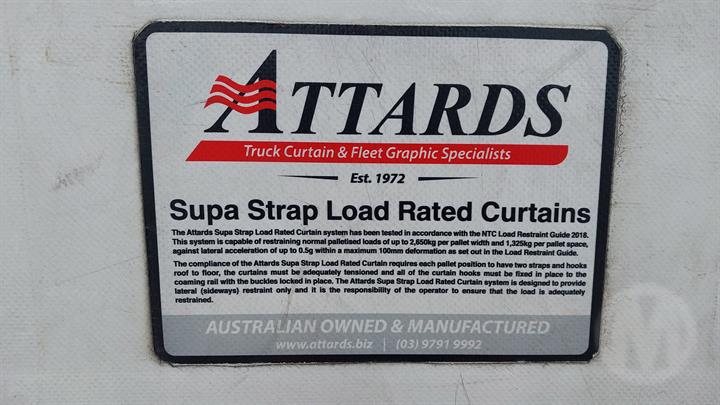 ATTARDS
Truck Curtain & Fleet Graphic Specialists
Est. 1972
Supa Strap Load Rated Curtains
The Attards Supa Strap Load Rated Curtain system has been tested in accordance with the NTC Load Restraint Guide 2018.
This system is capable of restraining normal palletised loads of up to 2,650kg per pallet width and 1,325kg per pallet space,
against lateral acceleration of up to 0.5g within a maximum 100mm deformation as set out in the Load Restraint Guide.
The compliance of the Attards Supa Strap Load Rated Curtain requires each pallet position to have two straps and hooks
roof to floor, the curtains must be adequately tensioned and all of the curtain hooks must be fixed in place to the
coaming rail with the buckles locked in place. The Attards Supa Strap Load Rated Curtain system is designed to provide
lateral (sideways) restraint only and it is the responsibility of the operator to ensure that the load is adequately
restrained.
AUSTRALIAN OWNED & MANUFACTURED
www.attards.biz | (03) 9791 9992
M